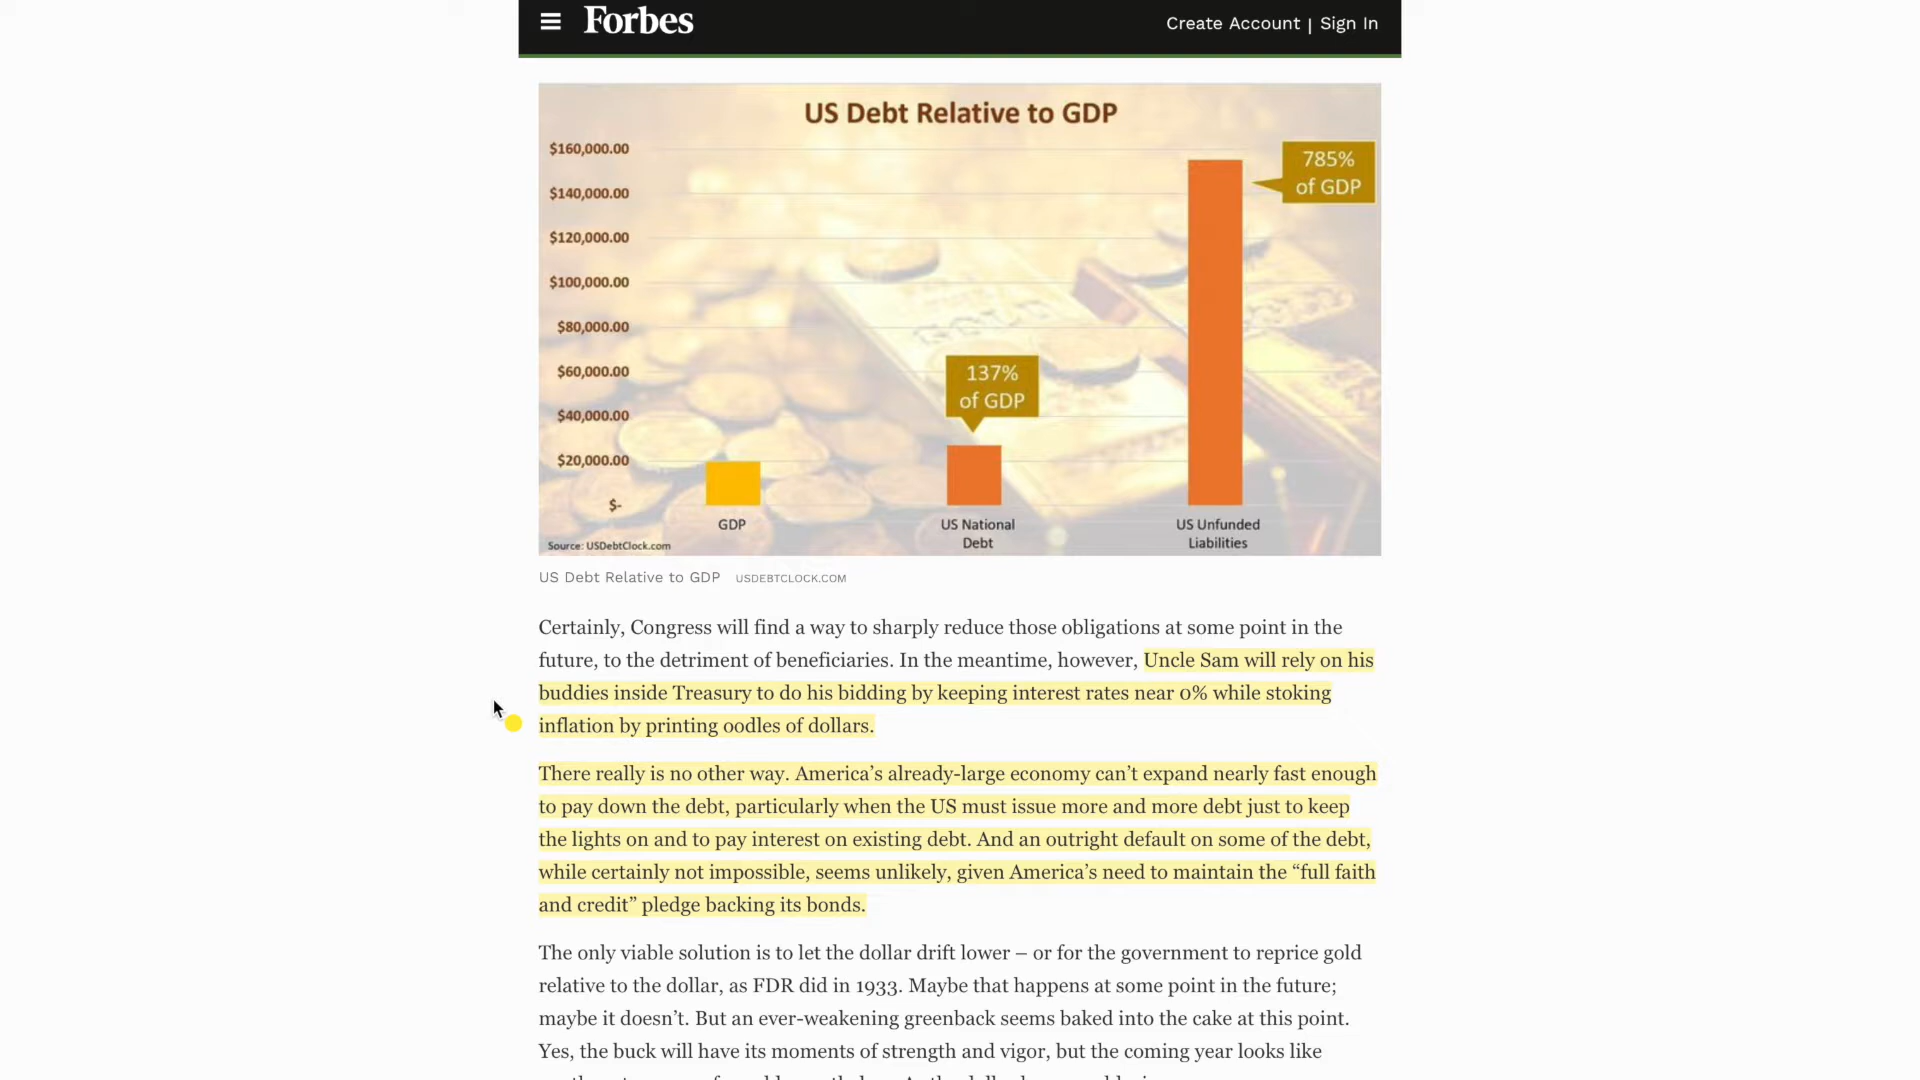 Forbes
Create Account | Sign In
US Debt Relative to GDP
$160,000.00
785%
of GDP
$140,000.00
$120,000.00
$100,000.00
$80,000.00
$60,000.00
137%
of GDP
$40,000.00
$20,000.00
$-
GDP
US National
Debt
US Unfunded
Liabilities
Source: USDebtClock.com
US Debt Relative to GDP USDEBTCLOCK.COM
Certainly, Congress will find a way to sharply reduce those obligations at some point in the
future, to the detriment of beneficiaries. In the meantime, however, Uncle Sam will rely on his
buddies inside Treasury to do his bidding by keeping interest rates near 0% while stoking
inflation by printing oodles of dollars.
There really is no other way. America’s already-large economy can’t expand nearly fast enough
to pay down the debt, particularly when the US must issue more and more debt just to keep
the lights on and to pay interest on existing debt. And an outright default on some of the debt,
while certainly not impossible, seems unlikely, given America’s need to maintain the “full faith
and credit” pledge backing its bonds.
The only viable solution is to let the dollar drift lower – or for the government to reprice gold
relative to the dollar, as FDR did in 1933. Maybe that happens at some point in the future;
maybe it doesn’t. But an ever-weakening greenback seems baked into the cake at this point.
Yes, the buck will have its moments of strength and vigor, but the coming year looks like